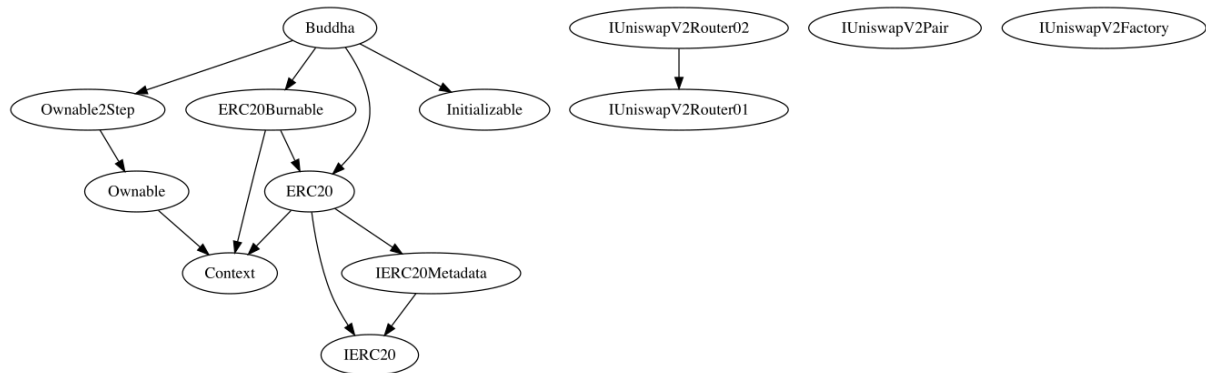 Buddha
IUniswapV2Router02
IUniswapV2Pair
IUniswapV2Factory
Ownable2Step
ERC20Burnable
Initializable
IUniswapV2Router01
Ownable
ERC20
Context
IERC20Metadata
IERC20